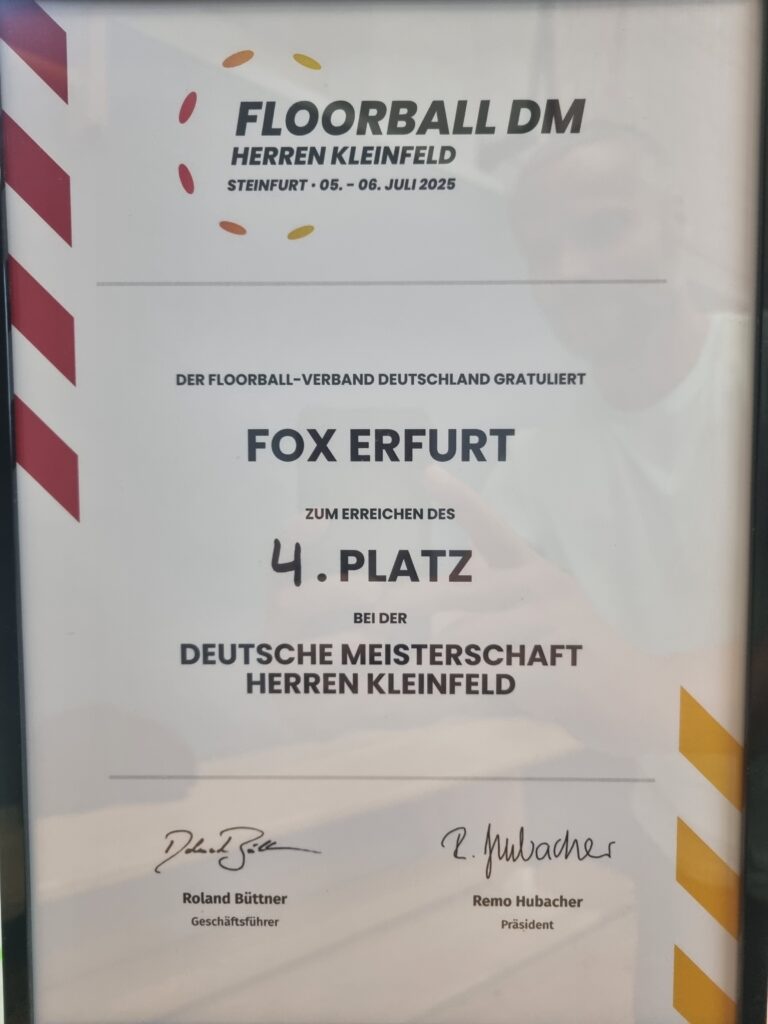 FLOORBALL DM
HERREN KLEINFELD
STEINFURT • 05. - 06. JULI 2025
DER FLOORBALL-VERBAND DEUTSCHLAND GRATULIERT
FOX ERFURT
ZUM ERREICHEN DES
4. PLATZ
BEI DER
DEUTSCHE MEISTERSCHAFT
HERREN KLEINFELD
R. Hubacher
Roland Büttner
Remo Hubacher
Geschäftsführer
Präsident